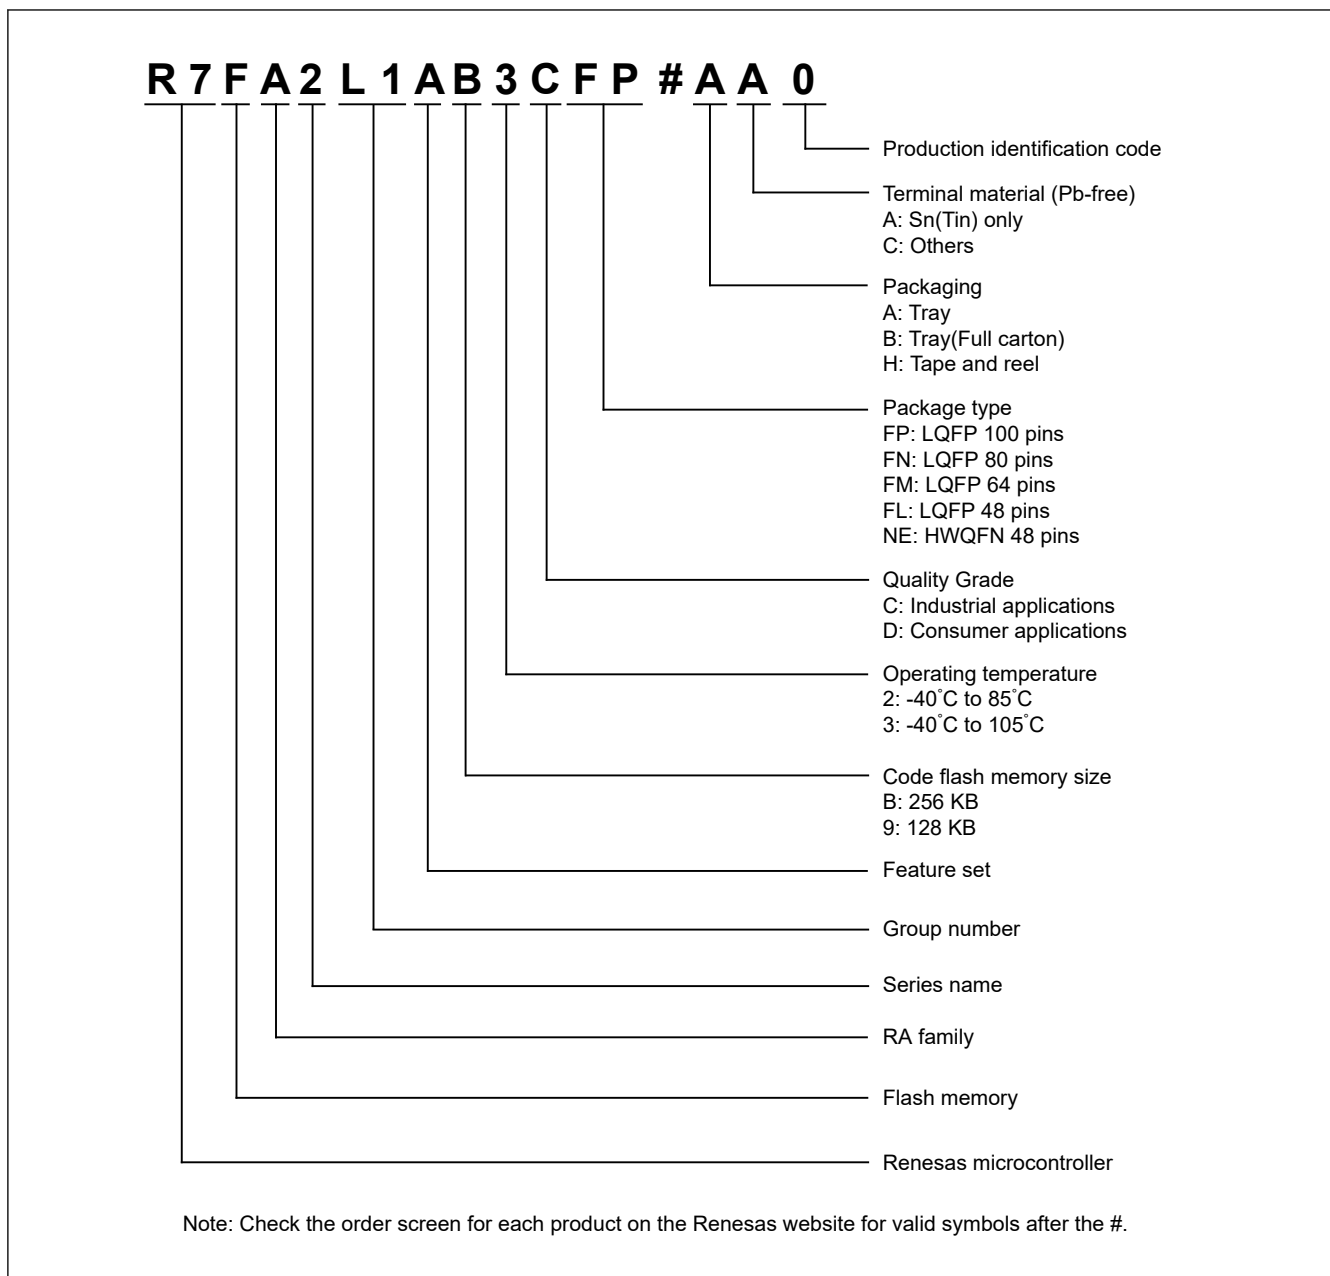 R7FA2L1AB3CFP#AA0
Production identification code
Terminal material (Pb-free)
A: Sn(Tin) only
C: Others
Packaging
A: Tray
B: Tray(Full carton)
H: Tape and reel
Package type
FP: LQFP 100 pins
FN: LQFP 80 pins
FM: LQFP 64 pins
FL: LQFP 48 pins
NE: HWQFN 48 pins
Quality Grade
C: Industrial applications
D: Consumer applications
Operating temperature
2: -40°C to 85°C
3: -40°C to 105°C
Code flash memory size
B: 256 KB
9: 128 KB
Feature set
Group number
Series name
RA family
Flash memory
Renesas microcontroller
Note: Check the order screen for each product on the Renesas website for valid symbols after the #.